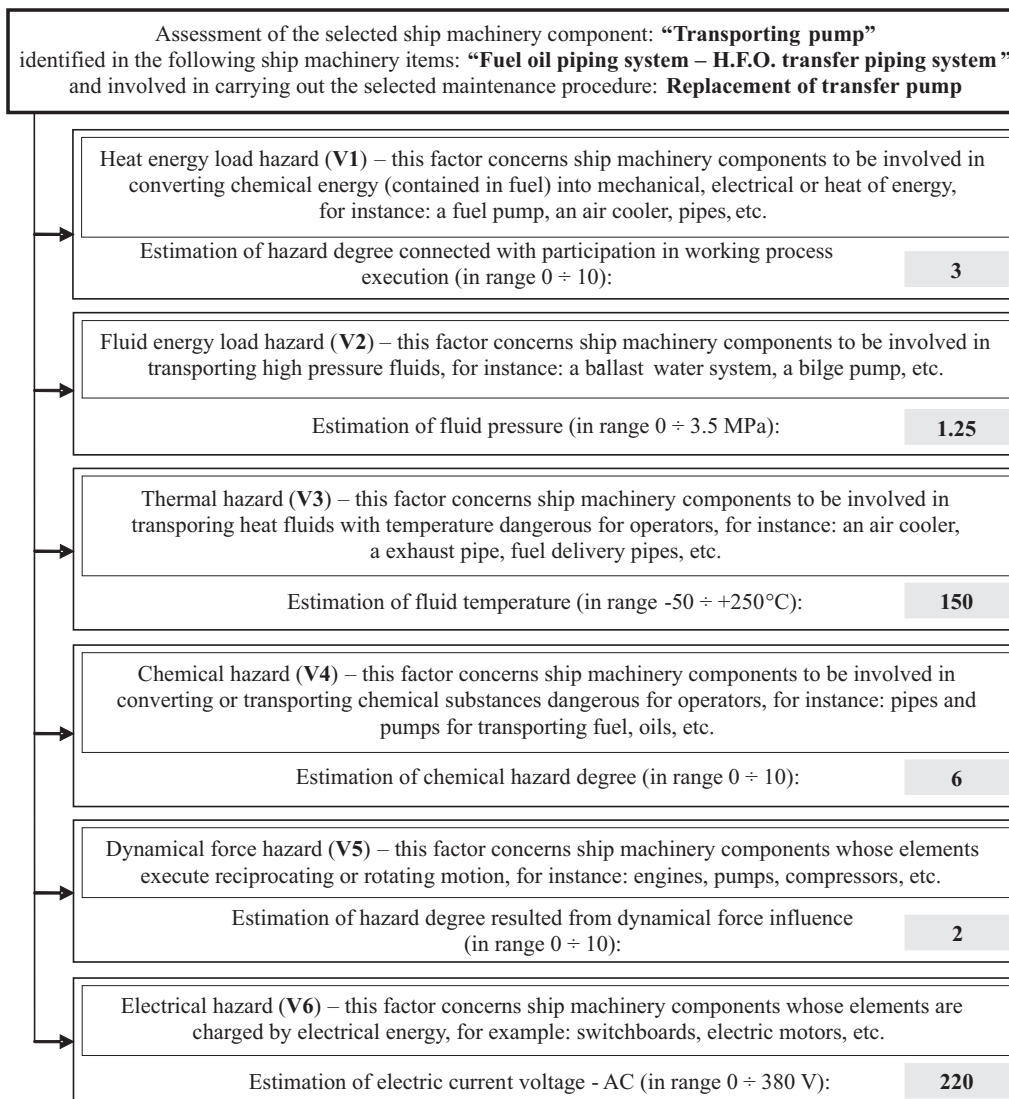 Assessment of the selected ship machinery component: “Transporting pump”
identified in the following ship machinery items: “Fuel oil piping system – H.F.O. transfer piping system”
and involved in carrying out the selected maintenance procedure: Replacement of transfer pump
Heat energy load hazard (V1) – this factor concerns ship machinery components to be involved in
converting chemical energy (contained in fuel) into mechanical, electrical or heat of energy,
for instance: a fuel pump, an air cooler, pipes, etc.
Estimation of hazard degree connected with participation in working process
execution (in range 0 ÷ 10):
3
Fluid energy load hazard (V2) – this factor concerns ship machinery components to be involved in
transporting high pressure fluids, for instance: a ballast water system, a bilge pump, etc.
Estimation of fluid pressure (in range 0 ÷ 3.5 MPa):
1.25
Thermal hazard (V3) – this factor concerns ship machinery components to be involved in
transporing heat fluids with temperature dangerous for operators, for instance: an air cooler,
a exhaust pipe, fuel delivery pipes, etc.
Estimation of fluid temperature (in range -50 ÷ +250°C):
150
Chemical hazard (V4) – this factor concerns ship machinery components to be involved in
converting or transporting chemical substances dangerous for operators, for instance: pipes and
pumps for transporting fuel, oils, etc.
Estimation of chemical hazard degree (in range 0 ÷ 10):
6
Dynamical force hazard (V5) – this factor concerns ship machinery components whose elements
execute reciprocating or rotating motion, for instance: engines, pumps, compressors, etc.
Estimation of hazard degree resulted from dynamical force influence
(in range 0 ÷ 10):
2
Electrical hazard (V6) – this factor concerns ship machinery components whose elements are
charged by electrical energy, for example: switchboards, electric motors, etc.
Estimation of electric current voltage - AC (in range 0 ÷ 380 V):
220